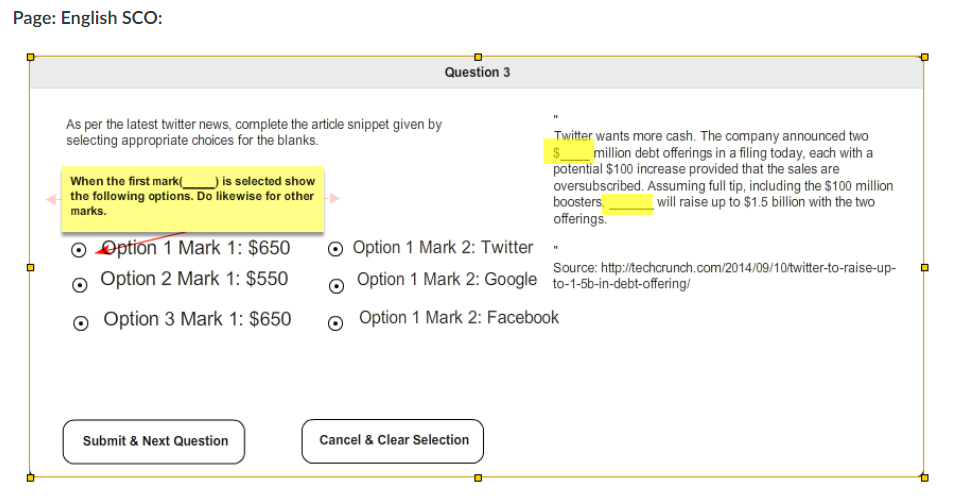 Page: English SCO:
Question 3
As per the latest twitter news, complete the article snippet given by
selecting appropriate choices for the blanks.
When the first mark(_____) is selected show
the following options. Do likewise for other
marks.
Option 1 Mark 1: $650
Option 2 Mark 1: $550
Option 3 Mark 1: $650
Option 1 Mark 2: Twitter
Option 1 Mark 2: Google
Option 1 Mark 2: Facebook
"
Twitter wants more cash. The company announced two
$____ million debt offerings in a filing today, each with a
potential $100 increase provided that the sales are
oversubscribed. Assuming full tip, including the $100 million
boosters, ______ will raise up to $1.5 billion with the two
offerings.
"
Source: http://techcrunch.com/2014/09/10/twitter-to-raise-up-
to-1-5b-in-debt-offering/
Submit & Next Question
Cancel & Clear Selection